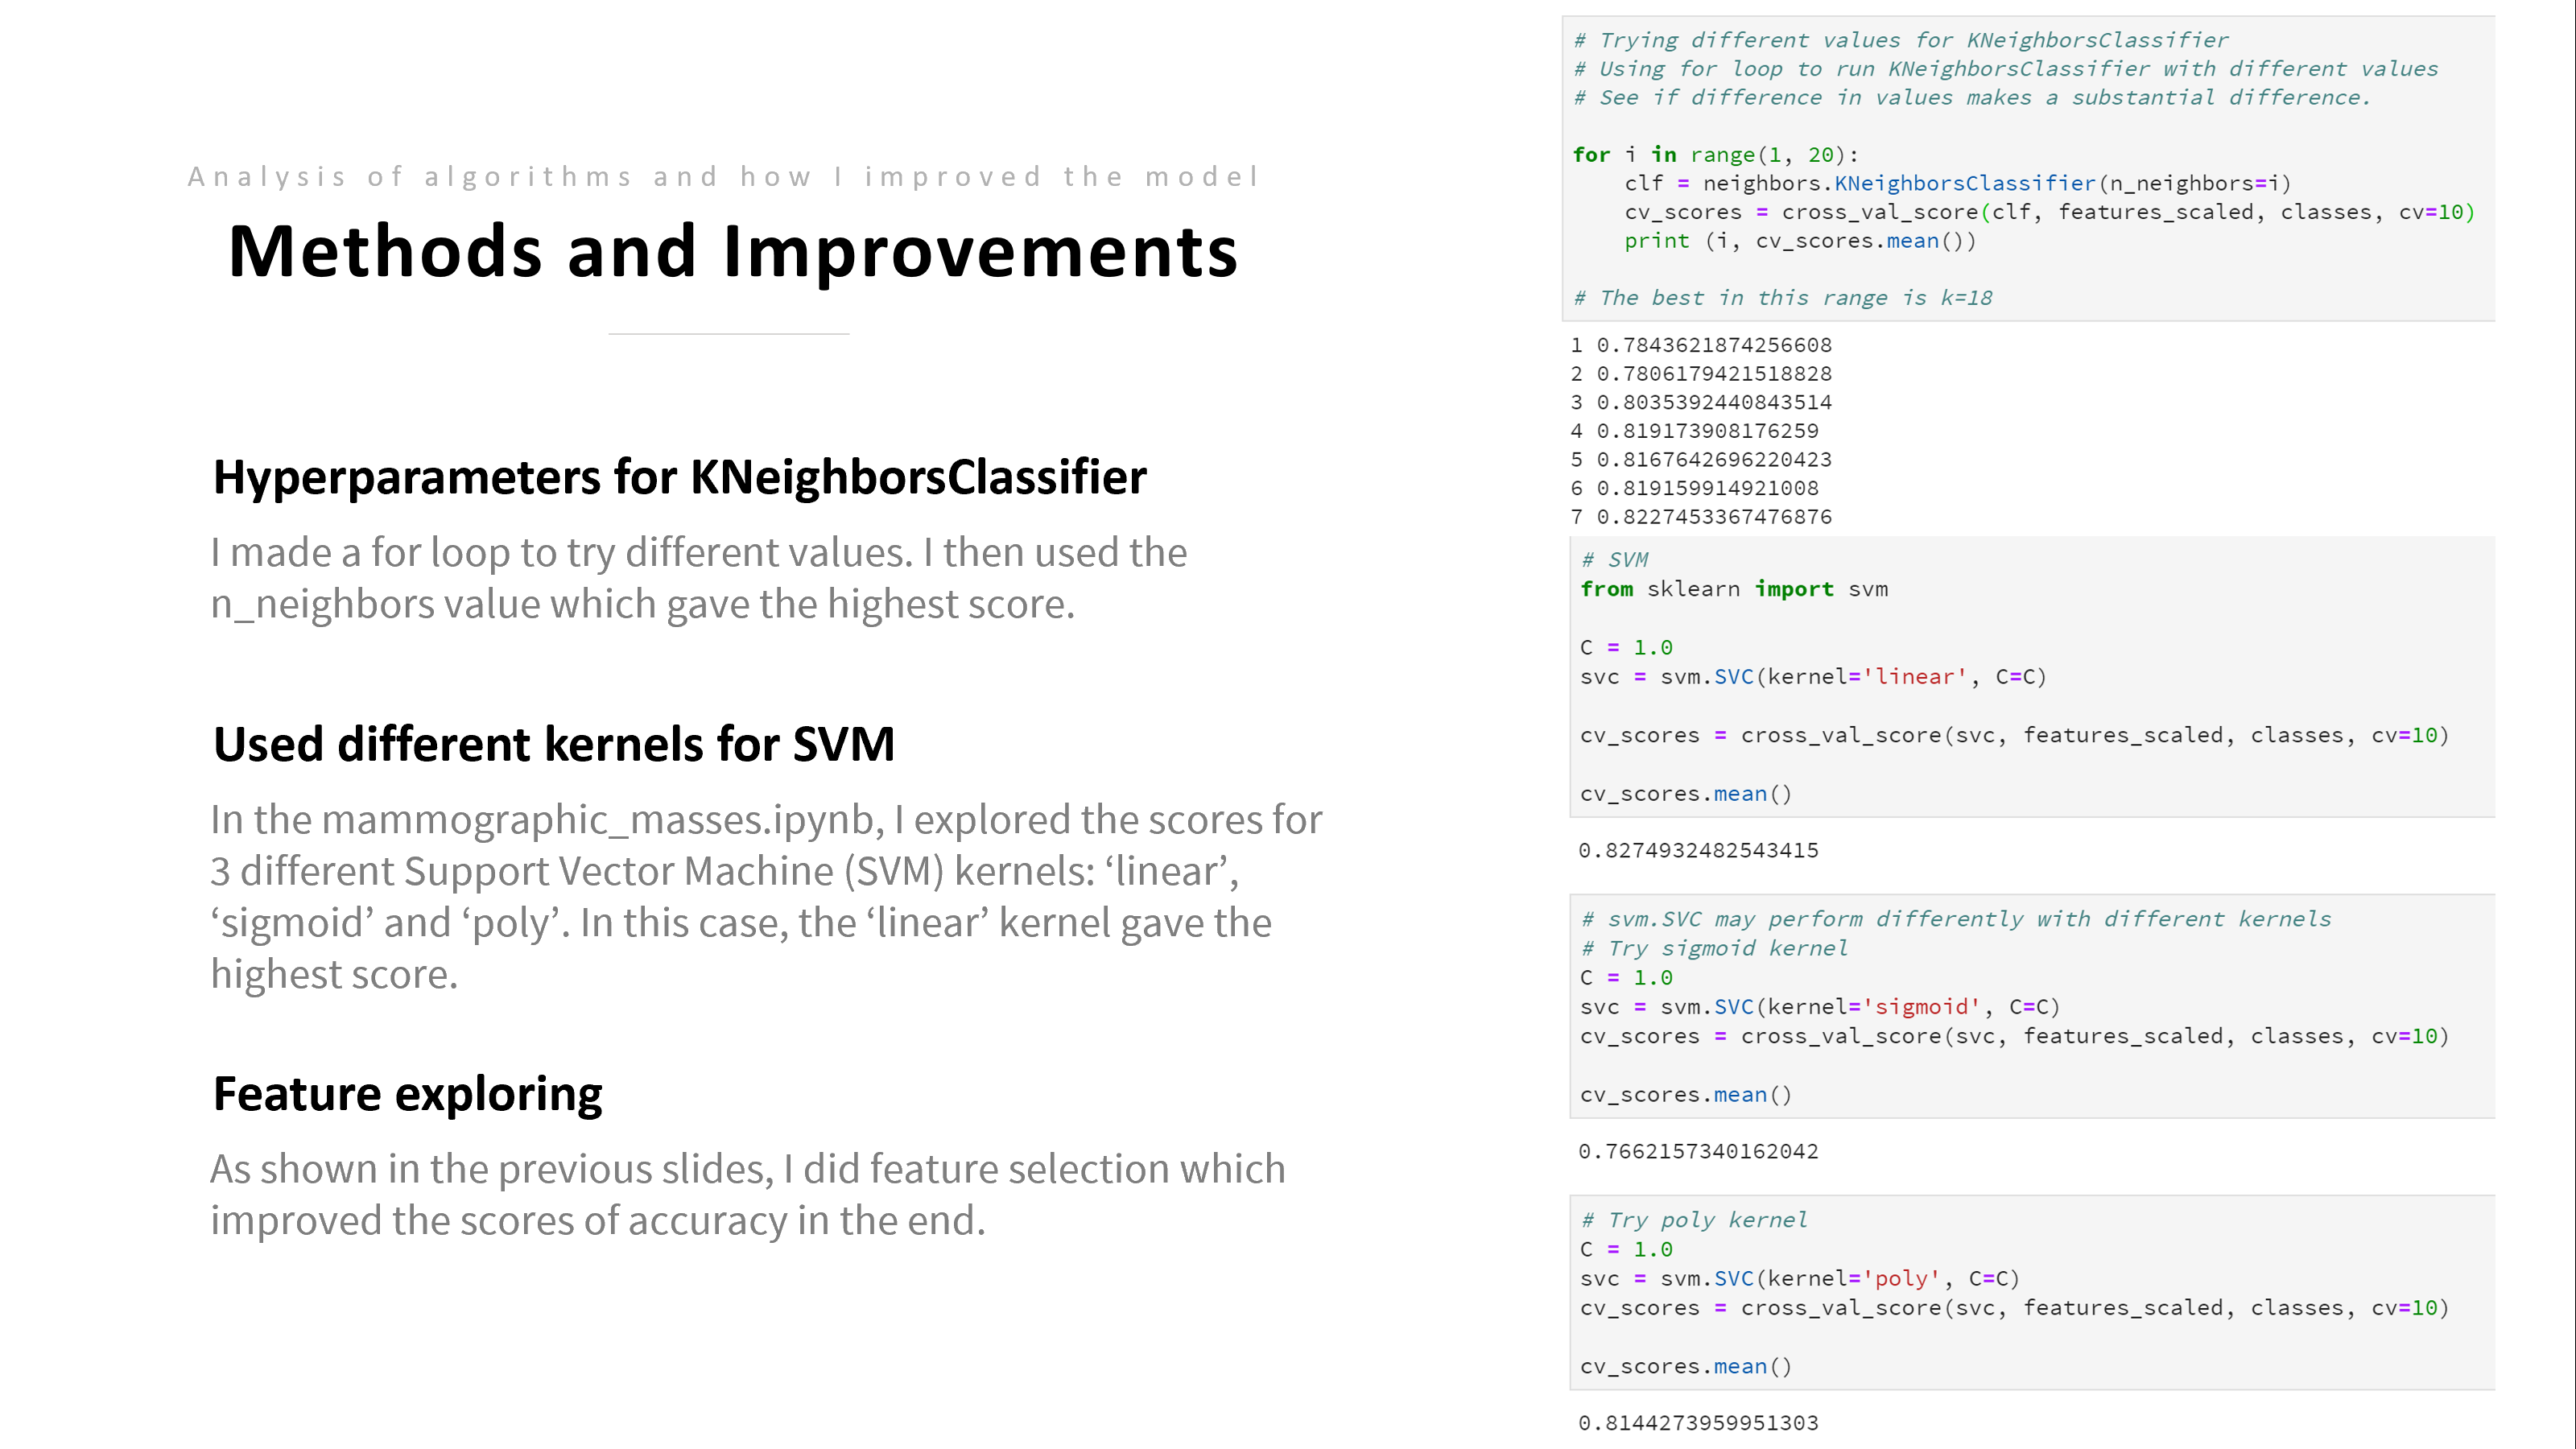 Analysis of algorithms and how I improved the model
Methods and Improvements
Hyperparameters for KNeighborsClassifier
I made a for loop to try different values. I then used the
n_neighbors value which gave the highest score.
Used different kernels for SVM
In the mammographic_masses.ipynb, I explored the scores for
3 different Support Vector Machine (SVM) kernels: ‘linear’,
‘sigmoid’ and ‘poly’. In this case, the ‘linear’ kernel gave the
highest score.
Feature exploring
As shown in the previous slides, I did feature selection which
improved the scores of accuracy in the end.
# Trying different values for KNeighborsClassifier
# Using for loop to run KNeighborsClassifier with different values
# See if difference in values makes a substantial difference.
for i in range(1, 20):
    clf = neighbors.KNeighborsClassifier(n_neighbors=i)
    cv_scores = cross_val_score(clf, features_scaled, classes, cv=10)
    print (i, cv_scores.mean())
# The best in this range is k=18
1 0.7843621874256608
2 0.7806179421518828
3 0.8035392440843514
4 0.819173908176259
5 0.8167642696220423
6 0.819159914921008
7 0.8227453367476876
# SVM
from sklearn import svm
C = 1.0
svc = svm.SVC(kernel='linear', C=C)
cv_scores = cross_val_score(svc, features_scaled, classes, cv=10)
cv_scores.mean()
0.8274932482543415
# svm.SVC may perform differently with different kernels
# Try sigmoid kernel
C = 1.0
svc = svm.SVC(kernel='sigmoid', C=C)
cv_scores = cross_val_score(svc, features_scaled, classes, cv=10)
cv_scores.mean()
0.7662157340162042
# Try poly kernel
C = 1.0
svc = svm.SVC(kernel='poly', C=C)
cv_scores = cross_val_score(svc, features_scaled, classes, cv=10)
cv_scores.mean()
0.8144273959951303